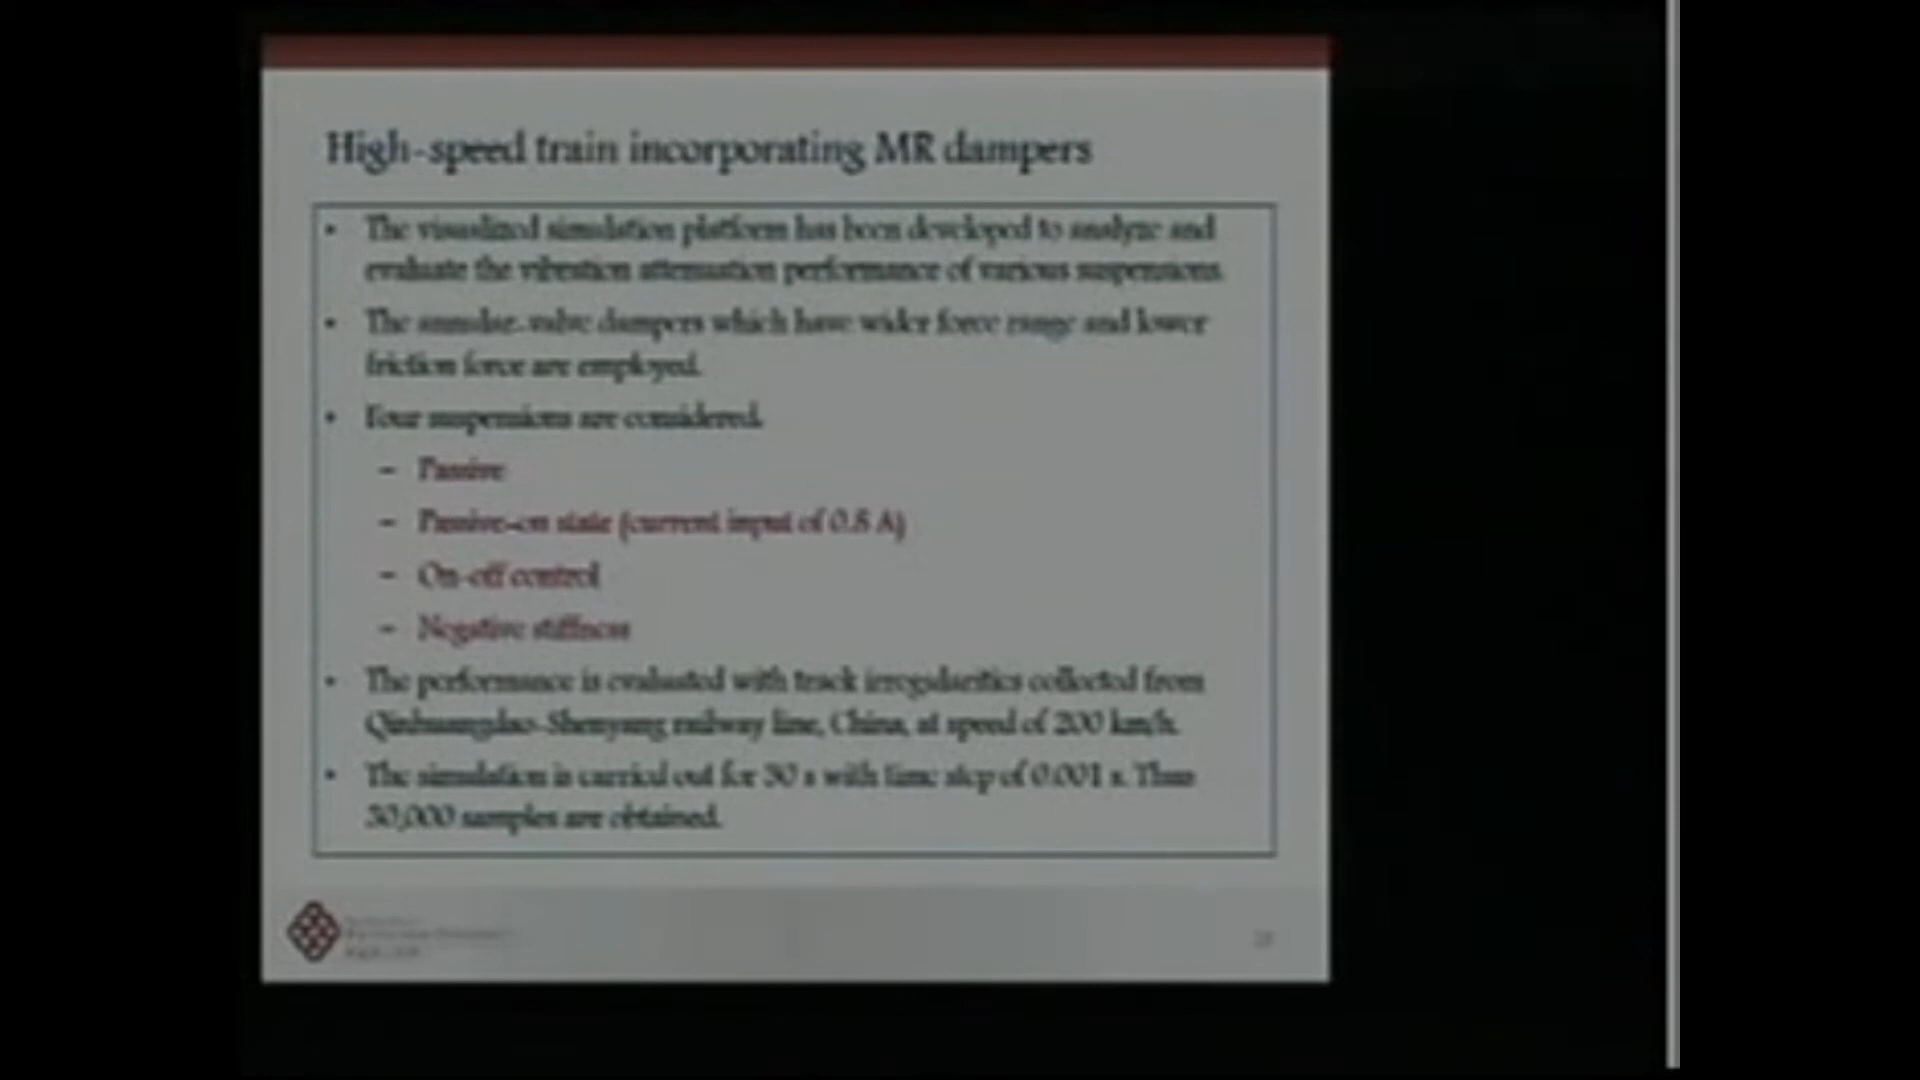 High-speed train incorporating MR dampers
• The visualized simulation platform has been developed to analyze and
evaluate the vibration attenuation performance of various suspensions.
• The annular-valve dampers which have wider force range and lower
friction force are employed.
• Four suspensions are considered.
– Passive
– Passive-on state (current input of 0.8 A)
– On-off control
– Negative stiffness
• The performance is evaluated with track irregularities collected from
Qinhuangdao-Shenyang railway line, China, at speed of 200 km/h.
• The simulation is carried out for 30 s with time step of 0.001 s. Thus
30,000 samples are obtained.